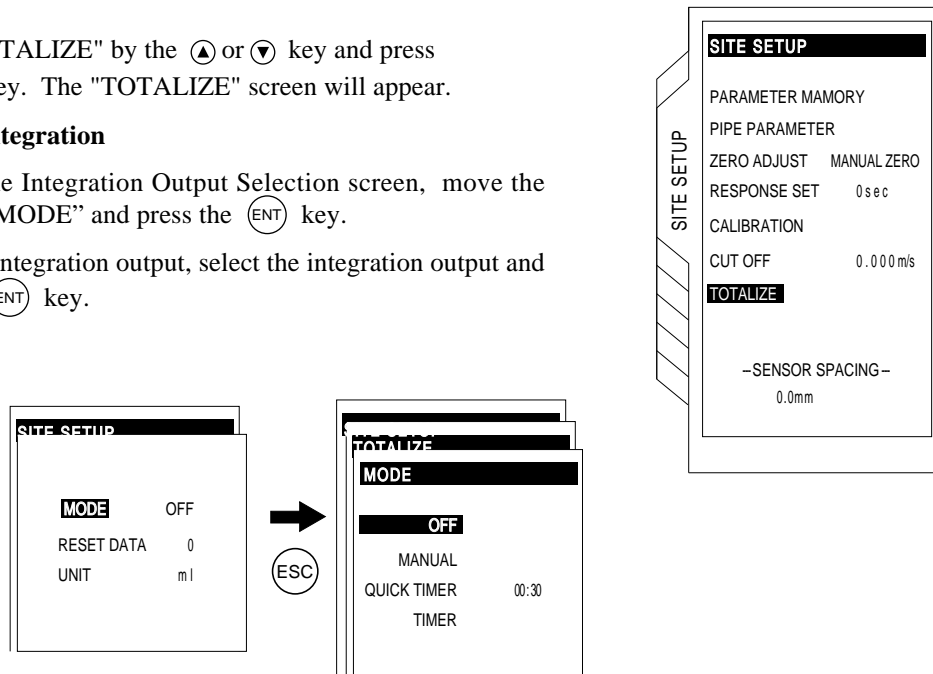 TALIZE" by the or key and press
ey. The "TOTALIZE" screen will appear.
tegration
e Integration Output Selection screen, move the
MODE” and press the ENT key.
ntegration output, select the integration output and
ENT key.
SITE SETUP
SITE SETUP
PARAMETER MAMORY
PIPE PARAMETER
ZERO ADJUST MANUAL ZERO
RESPONSE SET 0sec
CALIBRATION
CUT OFF 0.000m/s
TOTALIZE
–SENSOR SPACING–
0.0mm
SITE SETUP
MODE OFF
RESET DATA 0
UNIT ml
ESC
TOTALIZE
MODE
OFF
MANUAL
QUICK TIMER 00:30
TIMER